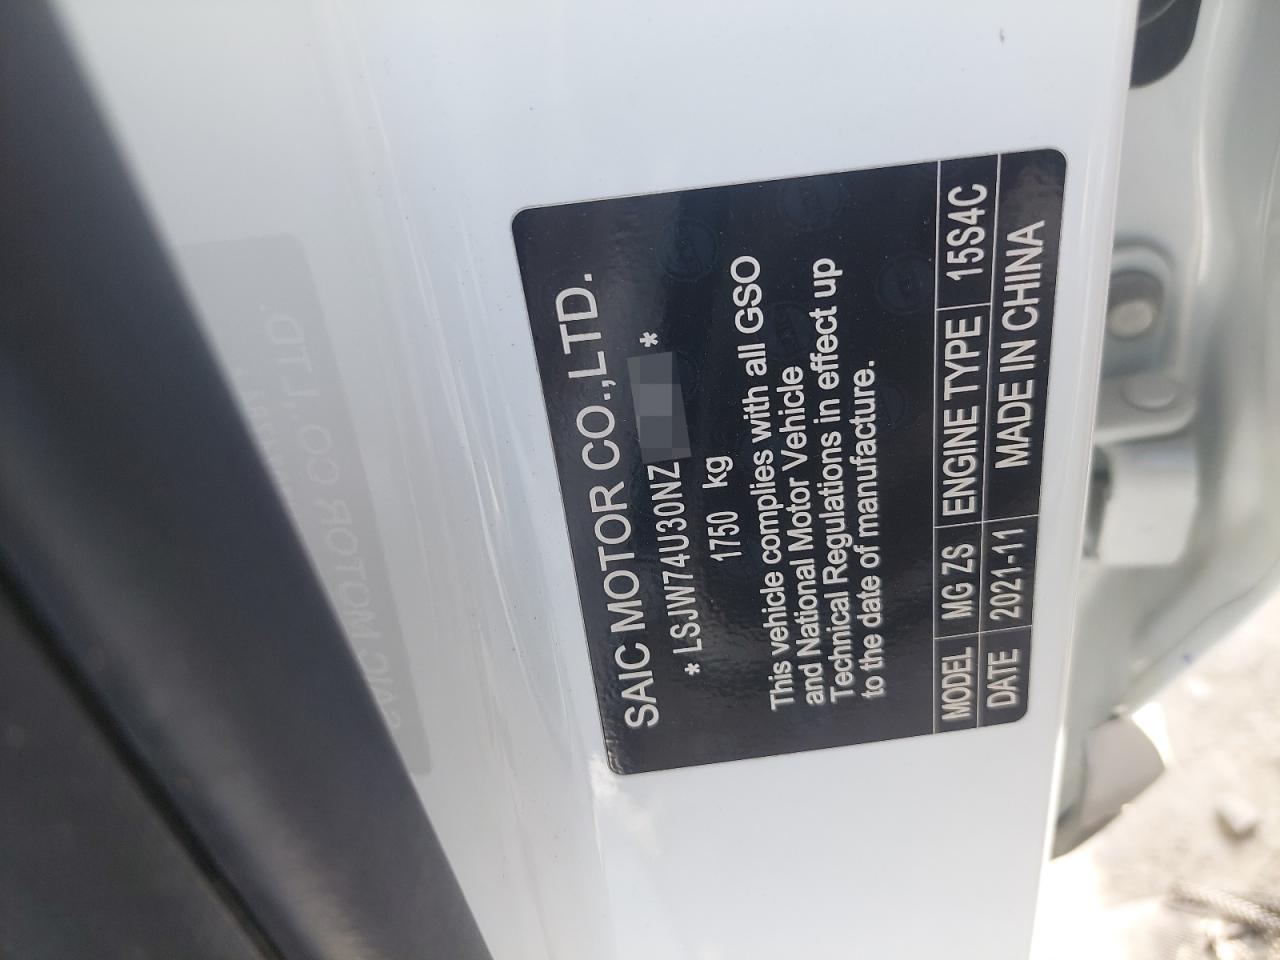 SAIC MOTOR CO.,LTD.
* LSJW74U30NZ *
1750 kg
This vehicle complies with all GSO
and National Motor Vehicle
Technical Regulations in effect up
to the date of manufacture.
MODEL MG ZS ENGINE TYPE 15S4C
DATE 2021-11 MADE IN CHINA